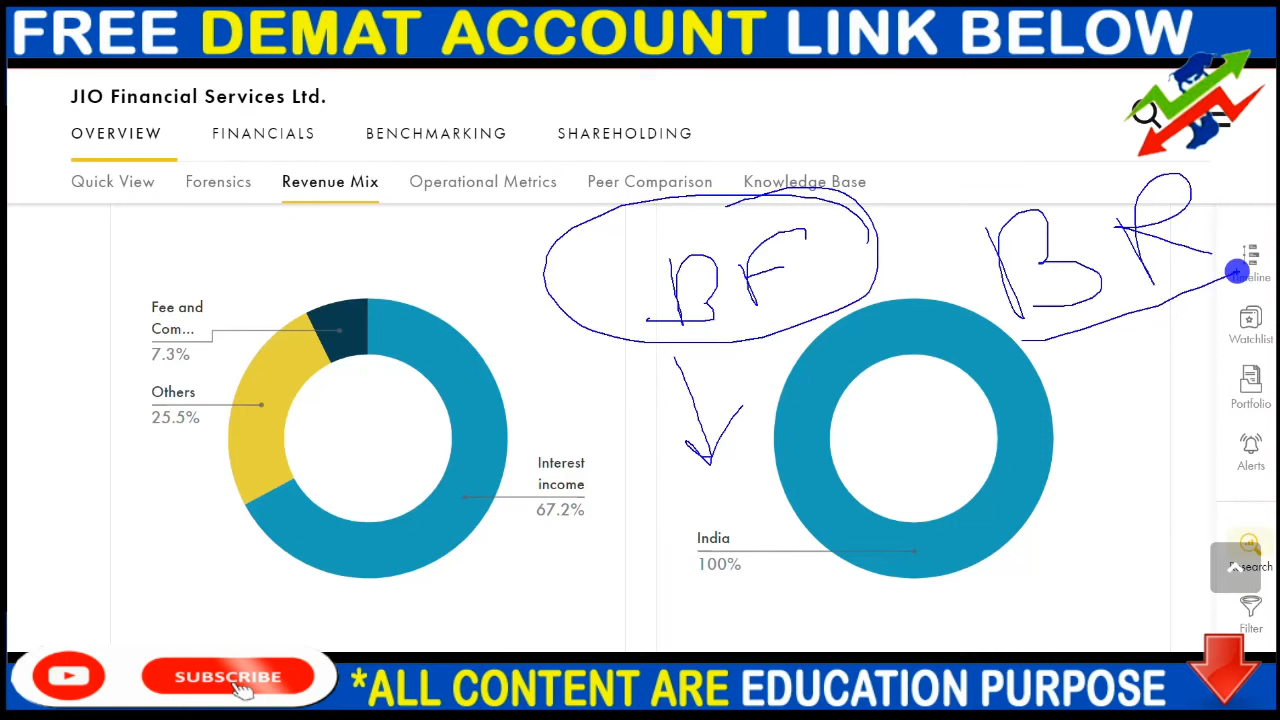 FREE DEMAT ACCOUNT LINK BELOW
JIO Financial Services Ltd.
OVERVIEW FINANCIALS BENCHMARKING SHAREHOLDING
Quick View Forensics Revenue Mix Operational Metrics Peer Comparison Knowledge Base
BF
BR
Timeline
Watchlist
Portfolio
Alerts
Research
Filter
Fee and
Com...
7.3%
Others
25.5%
Interest
income
67.2%
India
100%
SUBSCRIBE
*ALL CONTENT ARE EDUCATION PURPOSE